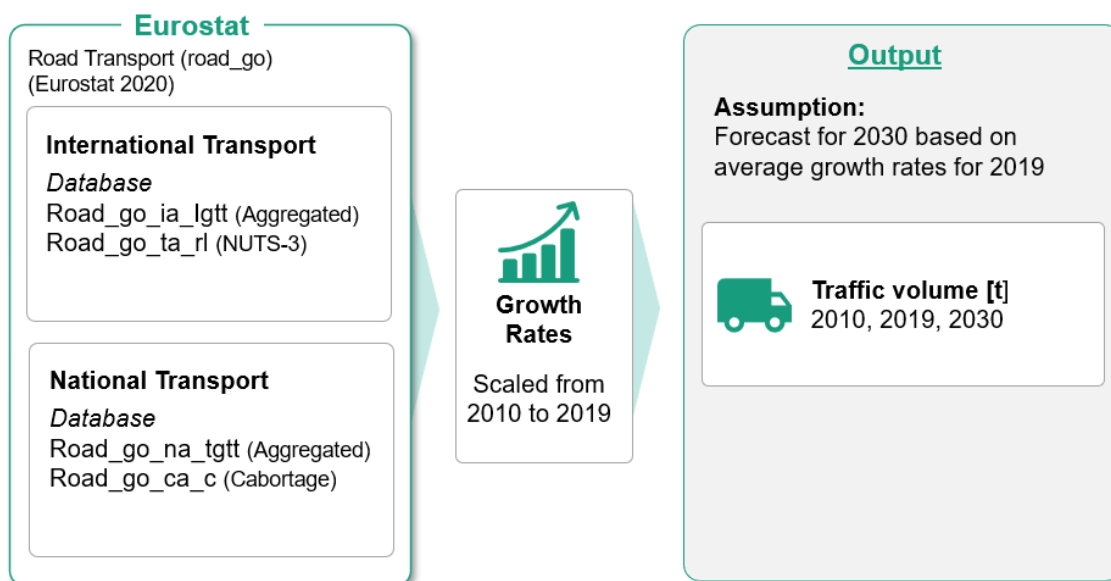 Eurostat
Road Transport (road_go)
(Eurostat 2020)
International Transport
Database
Road_go_ia_lgtt (Aggregated)
Road_go_ta_rl (NUTS-3)
National Transport
Database
Road_go_na_tgtt (Aggregated)
Road_go_ca_c (Cabortage)
Growth
Rates
Scaled from
2010 to 2019
Output
Assumption:
Forecast for 2030 based on
average growth rates for 2019
Traffic volume [t]
2010, 2019, 2030